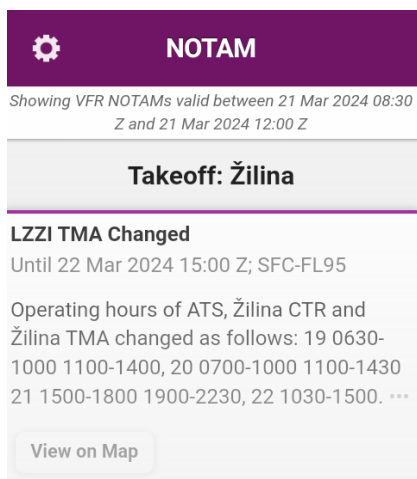 NOTAM
Showing VFR NOTAMs valid between 21 Mar 2024 08:30
Z and 21 Mar 2024 12:00 Z
Takeoff: Žilina
LZZI TMA Changed
Until 22 Mar 2024 15:00 Z; SFC-FL95
Operating hours of ATS, Žilina CTR and
Žilina TMA changed as follows: 19 0630-
1000 1100-1400, 20 0700-1000 1100-1430
21 1500-1800 1900-2230, 22 1030-1500. ···
View on Map